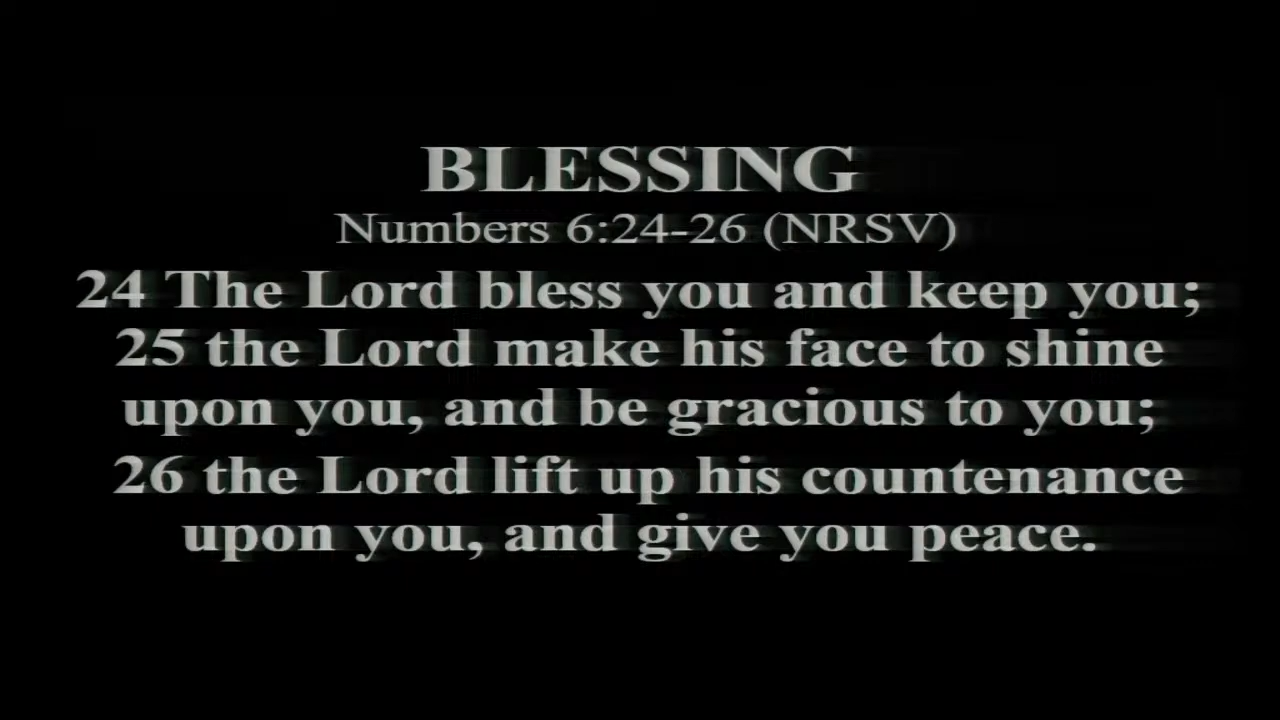 BLESSING
Numbers 6:24-26 (NRSV)
24 The Lord bless you and keep you;
25 the Lord make his face to shine
upon you, and be gracious to you;
26 the Lord lift up his countenance
upon you, and give you peace.